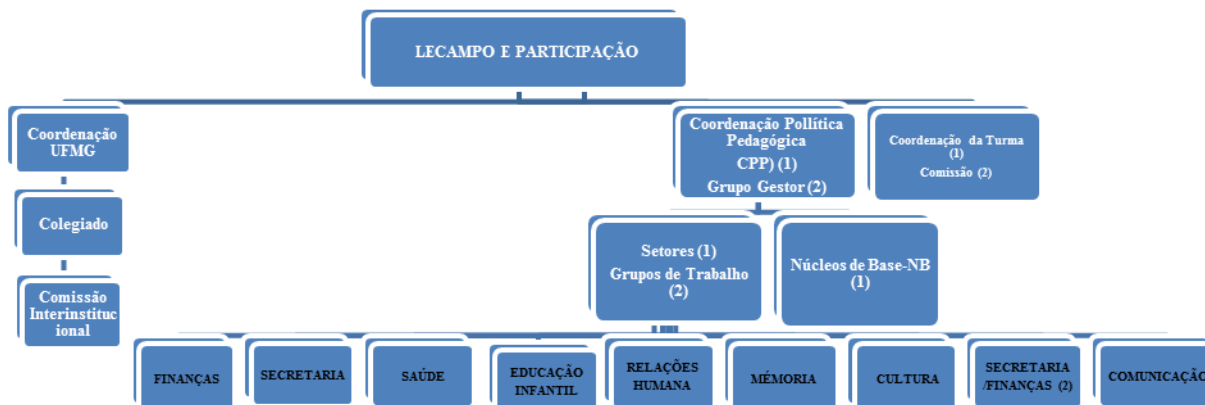 LECAMPO E PARTICIPAÇÃO
Coordenação
UFMG
Colegiado
Comissão
Interinstituc
ional
Coordenação Pollítica
Pedagógica
CPP) (1)
Grupo Gestor (2)
Coordenação da Turma
(1)
Comissão (2)
Setores (1)
Grupos de Trabalho
(2)
Núcleos de Base-NB
(1)
FINANÇAS
SECRETARIA
SAÚDE
EDUCAÇÃO
INFANTIL
RELAÇÕES
HUMANA
MÉMORIA
CULTURA
SECRETARIA
/FINANÇAS (2)
COMUNICAÇÃO